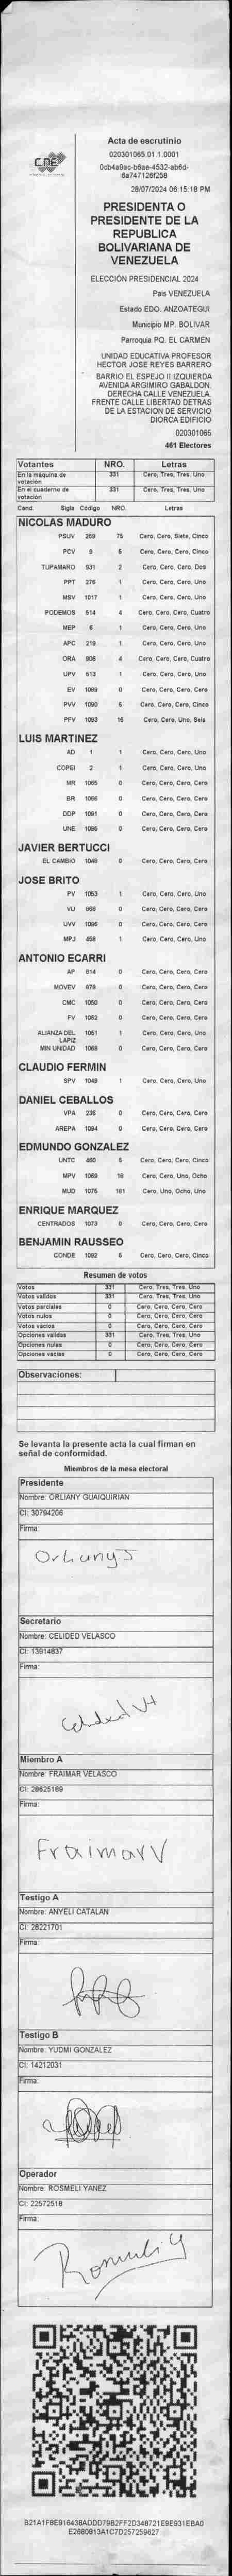 CNE
Acta de escrutinio
020301065.01.1.0001
0cb4a9ac-b6ae-4532-ab6d-
6a747126f258
28/07/2024 06:15:18 PM
PRESIDENTA O
PRESIDENTE DE LA
REPUBLICA
BOLIVARIANA DE
VENEZUELA
ELECCIÓN PRESIDENCIAL 2024
País VENEZUELA
Estado EDO. ANZOATEGUI
Municipio MP. BOLIVAR
Parroquia PQ. EL CARMEN
UNIDAD EDUCATIVA PROFESOR
HECTOR JOSE REYES BARRERO
BARRIO EL ESPEJO II IZQUIERDA
AVENIDA ARGIMIRO GABALDON.
DERECHA CALLE VENEZUELA.
FRENTE CALLE LIBERTAD DETRAS
DE LA ESTACION DE SERVICIO
DIORCA EDIFICIO
020301065
461 Electores
Votantes NRO. Letras
En la máquina de votación 331 Cero, Tres, Tres, Uno
En el cuaderno de votación 331 Cero, Tres, Tres, Uno
Cand. Sigla Código NRO. Letras
NICOLAS MADURO
PSUV 269 75 Cero, Cero, Siete, Cinco
PCV 9 5 Cero, Cero, Cero, Cinco
TUPAMARO 931 2 Cero, Cero, Cero, Dos
PPT 276 1 Cero, Cero, Cero, Uno
MSV 1017 1 Cero, Cero, Cero, Uno
PODEMOS 514 4 Cero, Cero, Cero, Cuatro
MEP 6 1 Cero, Cero, Cero, Uno
APC 219 1 Cero, Cero, Cero, Uno
ORA 906 4 Cero, Cero, Cero, Cuatro
UPV 513 1 Cero, Cero, Cero, Uno
EV 1089 0 Cero, Cero, Cero, Cero
PVV 1090 5 Cero, Cero, Cero, Cinco
PFV 1093 16 Cero, Cero, Uno, Seis
LUIS MARTINEZ
AD 1 1 Cero, Cero, Cero, Uno
COPEI 2 1 Cero, Cero, Cero, Uno
MR 1065 0 Cero, Cero, Cero, Cero
BR 1066 0 Cero, Cero, Cero, Cero
DDP 1091 0 Cero, Cero, Cero, Cero
UNE 1095 0 Cero, Cero, Cero, Cero
JAVIER BERTUCCI
EL CAMBIO 1049 0 Cero, Cero, Cero, Cero
JOSE BRITO
PV 1053 1 Cero, Cero, Cero, Uno
VU 868 0 Cero, Cero, Cero, Cero
UVV 1096 0 Cero, Cero, Cero, Cero
MPJ 458 1 Cero, Cero, Cero, Uno
ANTONIO ECARRI
AP 814 0 Cero, Cero, Cero, Cero
MOVEV 979 0 Cero, Cero, Cero, Cero
CMC 1050 0 Cero, Cero, Cero, Cero
FV 1052 0 Cero, Cero, Cero, Cero
ALIANZA DEL LAPIZ 1061 1 Cero, Cero, Cero, Uno
MIN UNIDAD 1068 0 Cero, Cero, Cero, Cero
CLAUDIO FERMIN
SPV 1048 1 Cero, Cero, Cero, Uno
DANIEL CEBALLOS
VPA 236 0 Cero, Cero, Cero, Cero
AREPA 1094 0 Cero, Cero, Cero, Cero
EDMUNDO GONZALEZ
UNTC 460 5 Cero, Cero, Cero, Cinco
MPV 1069 18 Cero, Cero, Uno, Ocho
MUD 1075 181 Cero, Uno, Ocho, Uno
ENRIQUE MARQUEZ
CENTRADOS 1073 0 Cero, Cero, Cero, Cero
BENJAMIN RAUSSEO
CONDE 1092 5 Cero, Cero, Cero, Cinco
Resumen de votos
Votos 331 Cero, Tres, Tres, Uno
Votos válidos 331 Cero, Tres, Tres, Uno
Votos parciales 0 Cero, Cero, Cero, Cero
Votos nulos 0 Cero, Cero, Cero, Cero
Votos vacíos 0 Cero, Cero, Cero, Cero
Opciones válidas 331 Cero, Tres, Tres, Uno
Opciones nulas 0 Cero, Cero, Cero, Cero
Opciones vacías 0 Cero, Cero, Cero, Cero
Observaciones:
Se levanta la presente acta la cual firman en
señal de conformidad.
Miembros de la mesa electoral
Presidente
Nombre: ORLIANY GUAIQUIRIAN
CI: 30794206
Firma:
Orlianys
Secretario
Nombre: CELIDED VELASCO
CI: 13914637
Firma:
Celided VH
Miembro A
Nombre: FRAIMAR VELASCO
CI: 28625189
Firma:
Fraimar V
Testigo A
Nombre: ANYELI CATALAN
CI: 28221701
Firma:
Testigo B
Nombre: YUDMI GONZALEZ
CI: 14212031
Firma:
Operador
Nombre: ROSMELI YANEZ
CI: 22572518
Firma:
Rosmeli Y
B21A1F8E916438ADDD7982FF2D348721E9E931EBA0
E2680813A1C7D257259627